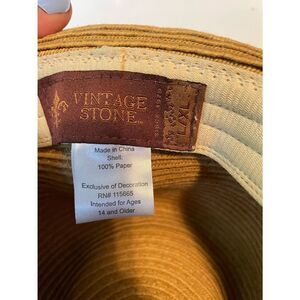 VINTAGE
STONE
L/XL
Made in China
Shell:
100% Paper
Exclusive of Decoration
RN# 115665
Intended for Ages
14 and Older